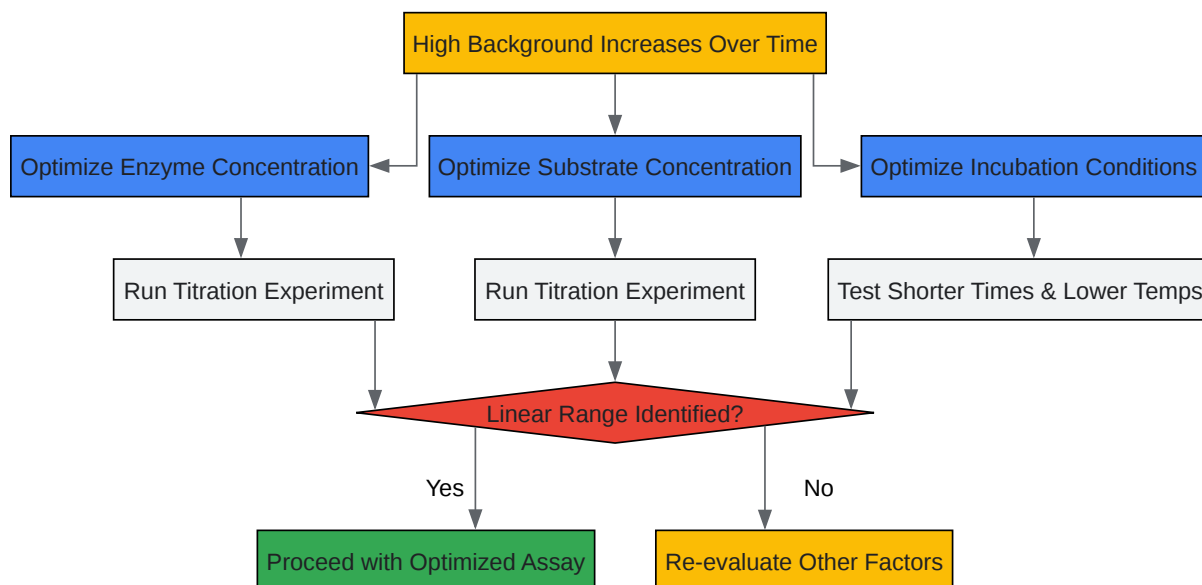 High Background Increases Over Time
Optimize Enzyme Concentration
Optimize Substrate Concentration
Optimize Incubation Conditions
Run Titration Experiment
Run Titration Experiment
Test Shorter Times & Lower Temps
Linear Range Identified?
Yes
No
Proceed with Optimized Assay
Re-evaluate Other Factors